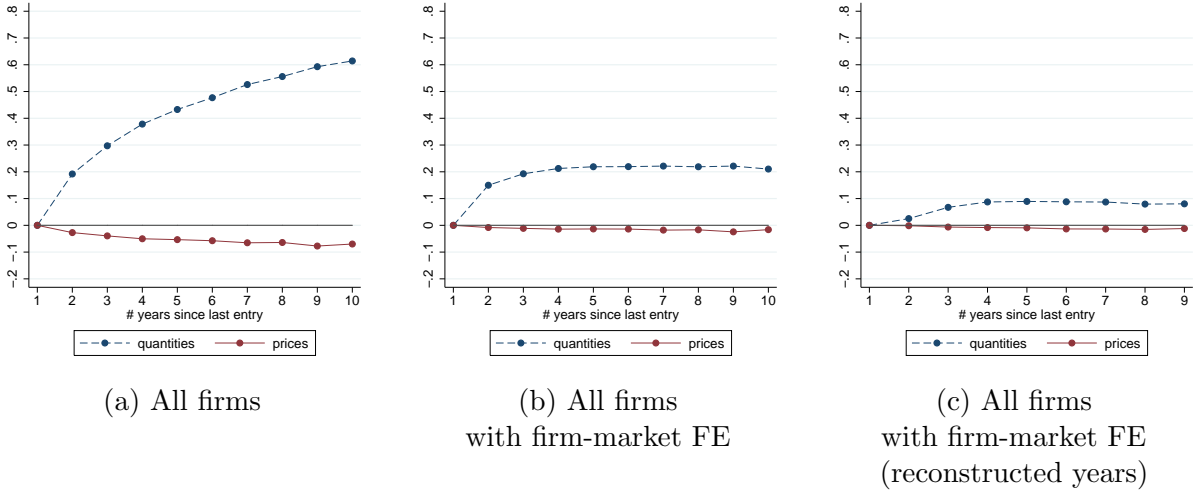 .8
.7
.6
.5
.4
.3
.2
.1
0
-.1
-.2
1 2 3 4 5 6 7 8 9 10
# years since last entry
quantities prices
(a) All firms
.8
.7
.6
.5
.4
.3
.2
.1
0
-.1
-.2
1 2 3 4 5 6 7 8 9 10
# years since last entry
quantities prices
(b) All firms
with firm-market FE
.8
.7
.6
.5
.4
.3
.2
.1
0
-.1
-.2
1 2 3 4 5 6 7 8 9
# years since last entry
quantities prices
(c) All firms
with firm-market FE
(reconstructed years)